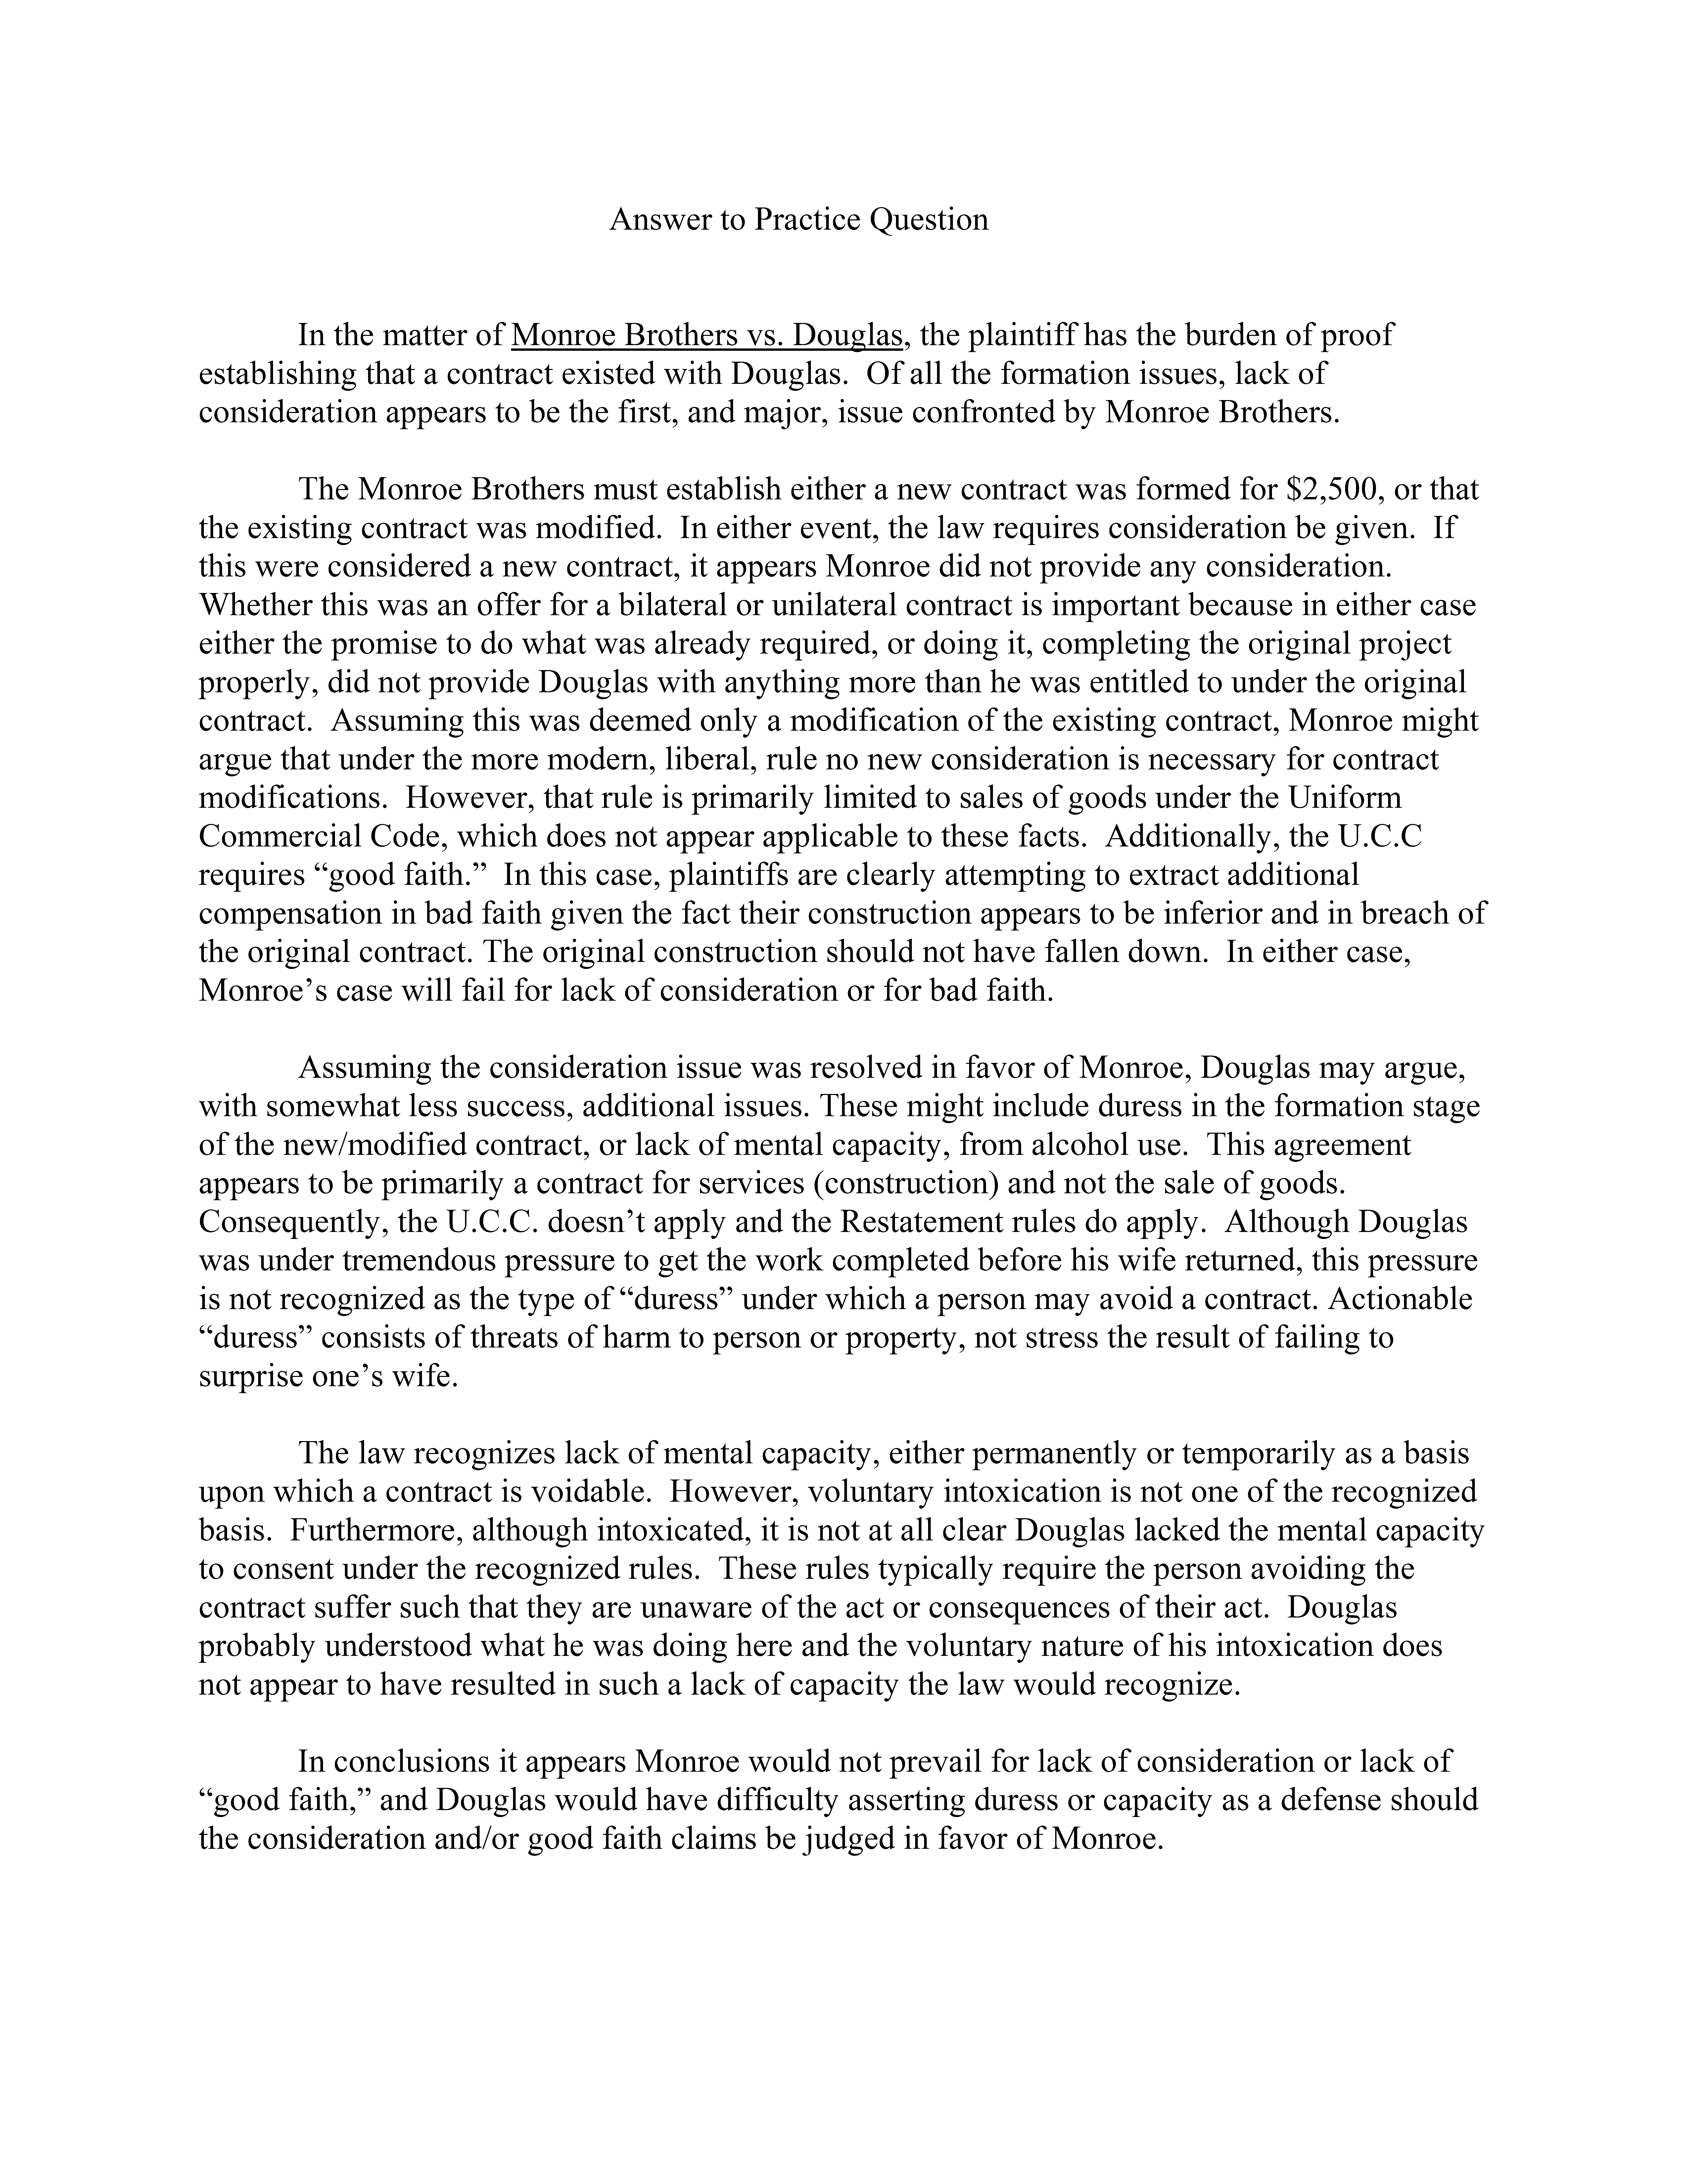 Answer to Practice Question
In the matter of Monroe Brothers vs. Douglas, the plaintiff has the burden of proof
establishing that a contract existed with Douglas.  Of all the formation issues, lack of
consideration appears to be the first, and major, issue confronted by Monroe Brothers.
The Monroe Brothers must establish either a new contract was formed for $2,500, or that
the existing contract was modified.  In either event, the law requires consideration be given.  If
this were considered a new contract, it appears Monroe did not provide any consideration.
Whether this was an offer for a bilateral or unilateral contract is important because in either case
either the promise to do what was already required, or doing it, completing the original project
properly, did not provide Douglas with anything more than he was entitled to under the original
contract.  Assuming this was deemed only a modification of the existing contract, Monroe might
argue that under the more modern, liberal, rule no new consideration is necessary for contract
modifications.  However, that rule is primarily limited to sales of goods under the Uniform
Commercial Code, which does not appear applicable to these facts.  Additionally, the U.C.C
requires “good faith.”  In this case, plaintiffs are clearly attempting to extract additional
compensation in bad faith given the fact their construction appears to be inferior and in breach of
the original contract. The original construction should not have fallen down.  In either case,
Monroe’s case will fail for lack of consideration or for bad faith.
Assuming the consideration issue was resolved in favor of Monroe, Douglas may argue,
with somewhat less success, additional issues. These might include duress in the formation stage
of the new/modified contract, or lack of mental capacity, from alcohol use.  This agreement
appears to be primarily a contract for services (construction) and not the sale of goods.
Consequently, the U.C.C. doesn’t apply and the Restatement rules do apply.  Although Douglas
was under tremendous pressure to get the work completed before his wife returned, this pressure
is not recognized as the type of “duress” under which a person may avoid a contract. Actionable
“duress” consists of threats of harm to person or property, not stress the result of failing to
surprise one’s wife.
The law recognizes lack of mental capacity, either permanently or temporarily as a basis
upon which a contract is voidable.  However, voluntary intoxication is not one of the recognized
basis.  Furthermore, although intoxicated, it is not at all clear Douglas lacked the mental capacity
to consent under the recognized rules.  These rules typically require the person avoiding the
contract suffer such that they are unaware of the act or consequences of their act.  Douglas
probably understood what he was doing here and the voluntary nature of his intoxication does
not appear to have resulted in such a lack of capacity the law would recognize.
In conclusions it appears Monroe would not prevail for lack of consideration or lack of
“good faith,” and Douglas would have difficulty asserting duress or capacity as a defense should
the consideration and/or good faith claims be judged in favor of Monroe.